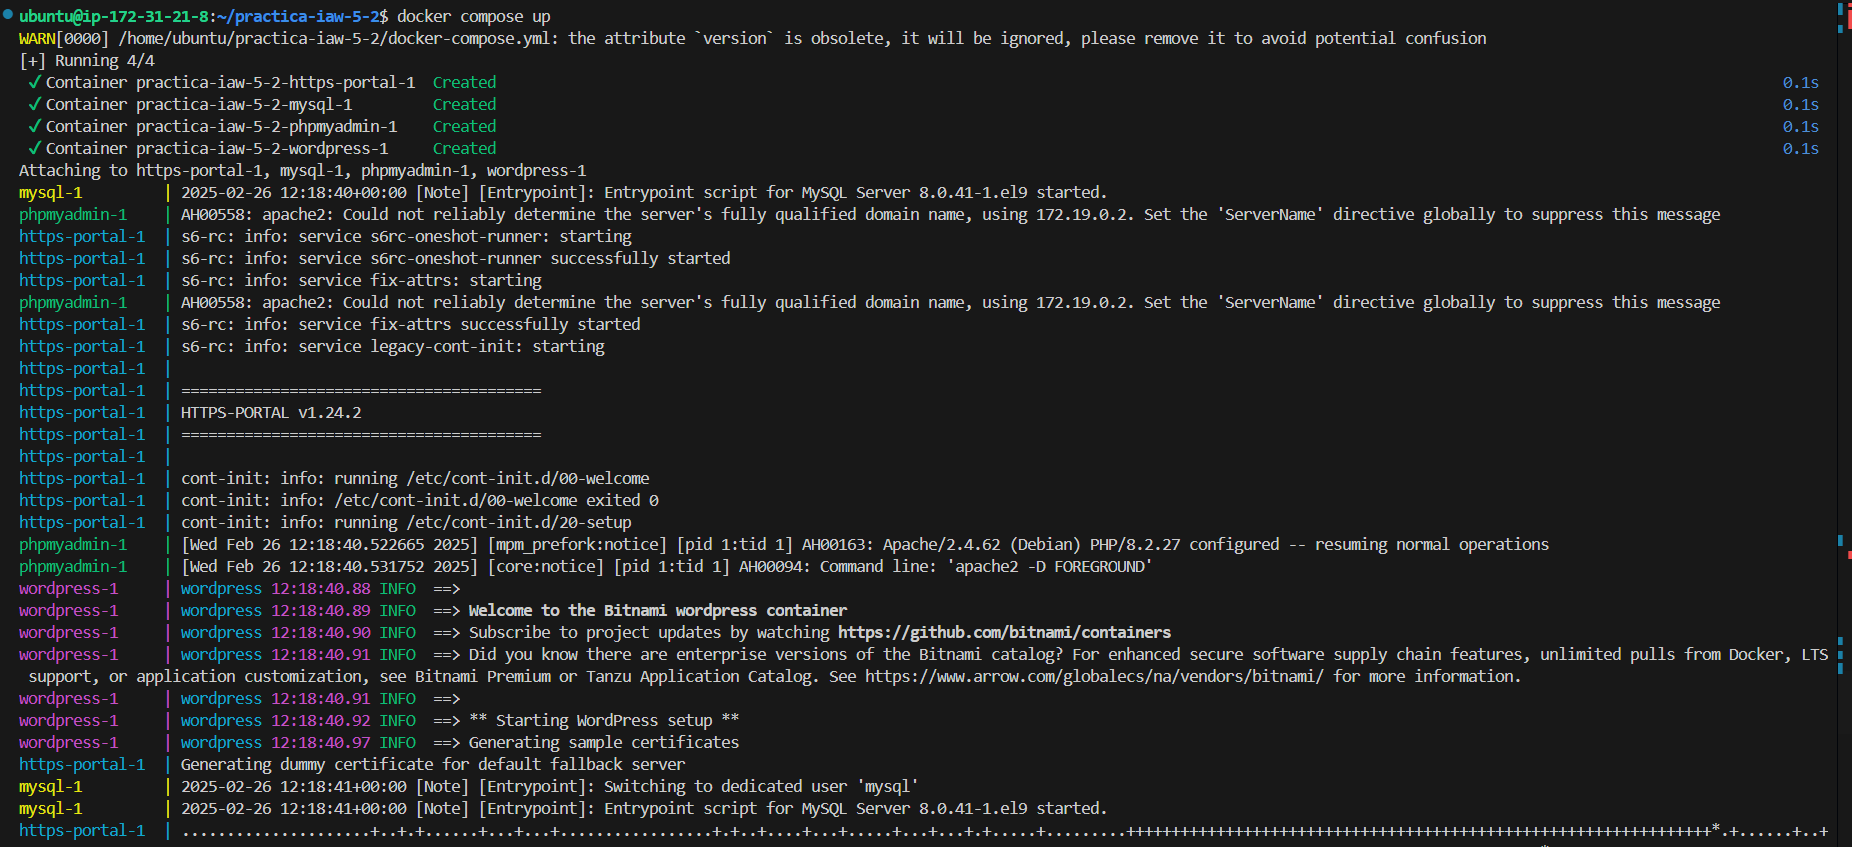 ubuntu@ip-172-31-21-8:~/practica-iaw-5-2$ docker compose up
WARN[0000] /home/ubuntu/practica-iaw-5-2/docker-compose.yml: the attribute `version` is obsolete, it will be ignored, please remove it to avoid potential confusion
[+] Running 4/4
✓ Container practica-iaw-5-2-https-portal-1 Created 0.1s
✓ Container practica-iaw-5-2-mysql-1 Created 0.1s
✓ Container practica-iaw-5-2-phpmyadmin-1 Created 0.1s
✓ Container practica-iaw-5-2-wordpress-1 Created 0.1s
Attaching to https-portal-1, mysql-1, phpmyadmin-1, wordpress-1
mysql-1 | 2025-02-26 12:18:40+00:00 [Note] [Entrypoint]: Entrypoint script for MySQL Server 8.0.41-1.el9 started.
phpmyadmin-1 | AH00558: apache2: Could not reliably determine the server's fully qualified domain name, using 172.19.0.2. Set the 'ServerName' directive globally to suppress this message
https-portal-1 | s6-rc: info: service s6rc-oneshot-runner: starting
https-portal-1 | s6-rc: info: service s6rc-oneshot-runner successfully started
https-portal-1 | s6-rc: info: service fix-attrs: starting
phpmyadmin-1 | AH00558: apache2: Could not reliably determine the server's fully qualified domain name, using 172.19.0.2. Set the 'ServerName' directive globally to suppress this message
https-portal-1 | s6-rc: info: service fix-attrs successfully started
https-portal-1 | s6-rc: info: service legacy-cont-init: starting
https-portal-1 |
https-portal-1 | ========================================
https-portal-1 | HTTPS-PORTAL v1.24.2
https-portal-1 | ========================================
https-portal-1 |
https-portal-1 | cont-init: info: running /etc/cont-init.d/00-welcome
https-portal-1 | cont-init: info: /etc/cont-init.d/00-welcome exited 0
https-portal-1 | cont-init: info: running /etc/cont-init.d/20-setup
phpmyadmin-1 | [Wed Feb 26 12:18:40.522665 2025] [mpm_prefork:notice] [pid 1:tid 1] AH00163: Apache/2.4.62 (Debian) PHP/8.2.27 configured -- resuming normal operations
phpmyadmin-1 | [Wed Feb 26 12:18:40.531752 2025] [core:notice] [pid 1:tid 1] AH00094: Command line: 'apache2 -D FOREGROUND'
wordpress-1 | wordpress 12:18:40.88 INFO ==>
wordpress-1 | wordpress 12:18:40.89 INFO ==> Welcome to the Bitnami wordpress container
wordpress-1 | wordpress 12:18:40.90 INFO ==> Subscribe to project updates by watching https://github.com/bitnami/containers
wordpress-1 | wordpress 12:18:40.91 INFO ==> Did you know there are enterprise versions of the Bitnami catalog? For enhanced secure software supply chain features, unlimited pulls from Docker, LTS
support, or application customization, see Bitnami Premium or Tanzu Application Catalog. See https://www.arrow.com/globalecs/na/vendors/bitnami/ for more information.
wordpress-1 | wordpress 12:18:40.91 INFO ==>
wordpress-1 | wordpress 12:18:40.92 INFO ==> ** Starting WordPress setup **
wordpress-1 | wordpress 12:18:40.97 INFO ==> Generating sample certificates
https-portal-1 | Generating dummy certificate for default fallback server
mysql-1 | 2025-02-26 12:18:41+00:00 [Note] [Entrypoint]: Switching to dedicated user 'mysql'
mysql-1 | 2025-02-26 12:18:41+00:00 [Note] [Entrypoint]: Entrypoint script for MySQL Server 8.0.41-1.el9 started.
https-portal-1 | .....................+..+.+......+...+...+.................+.+..+....+...+.....+...+...+.+.....+.........+++++++++++++++++++++++++++++++++++++++++++++++++++++++++++++++++*.+......+..+